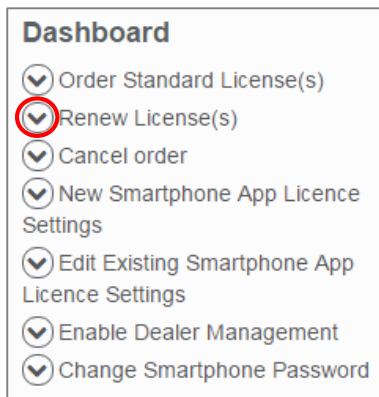 Dashboard
Order Standard License(s)
Renew License(s)
Cancel order
New Smartphone App Licence
Settings
Edit Existing Smartphone App
Licence Settings
Enable Dealer Management
Change Smartphone Password